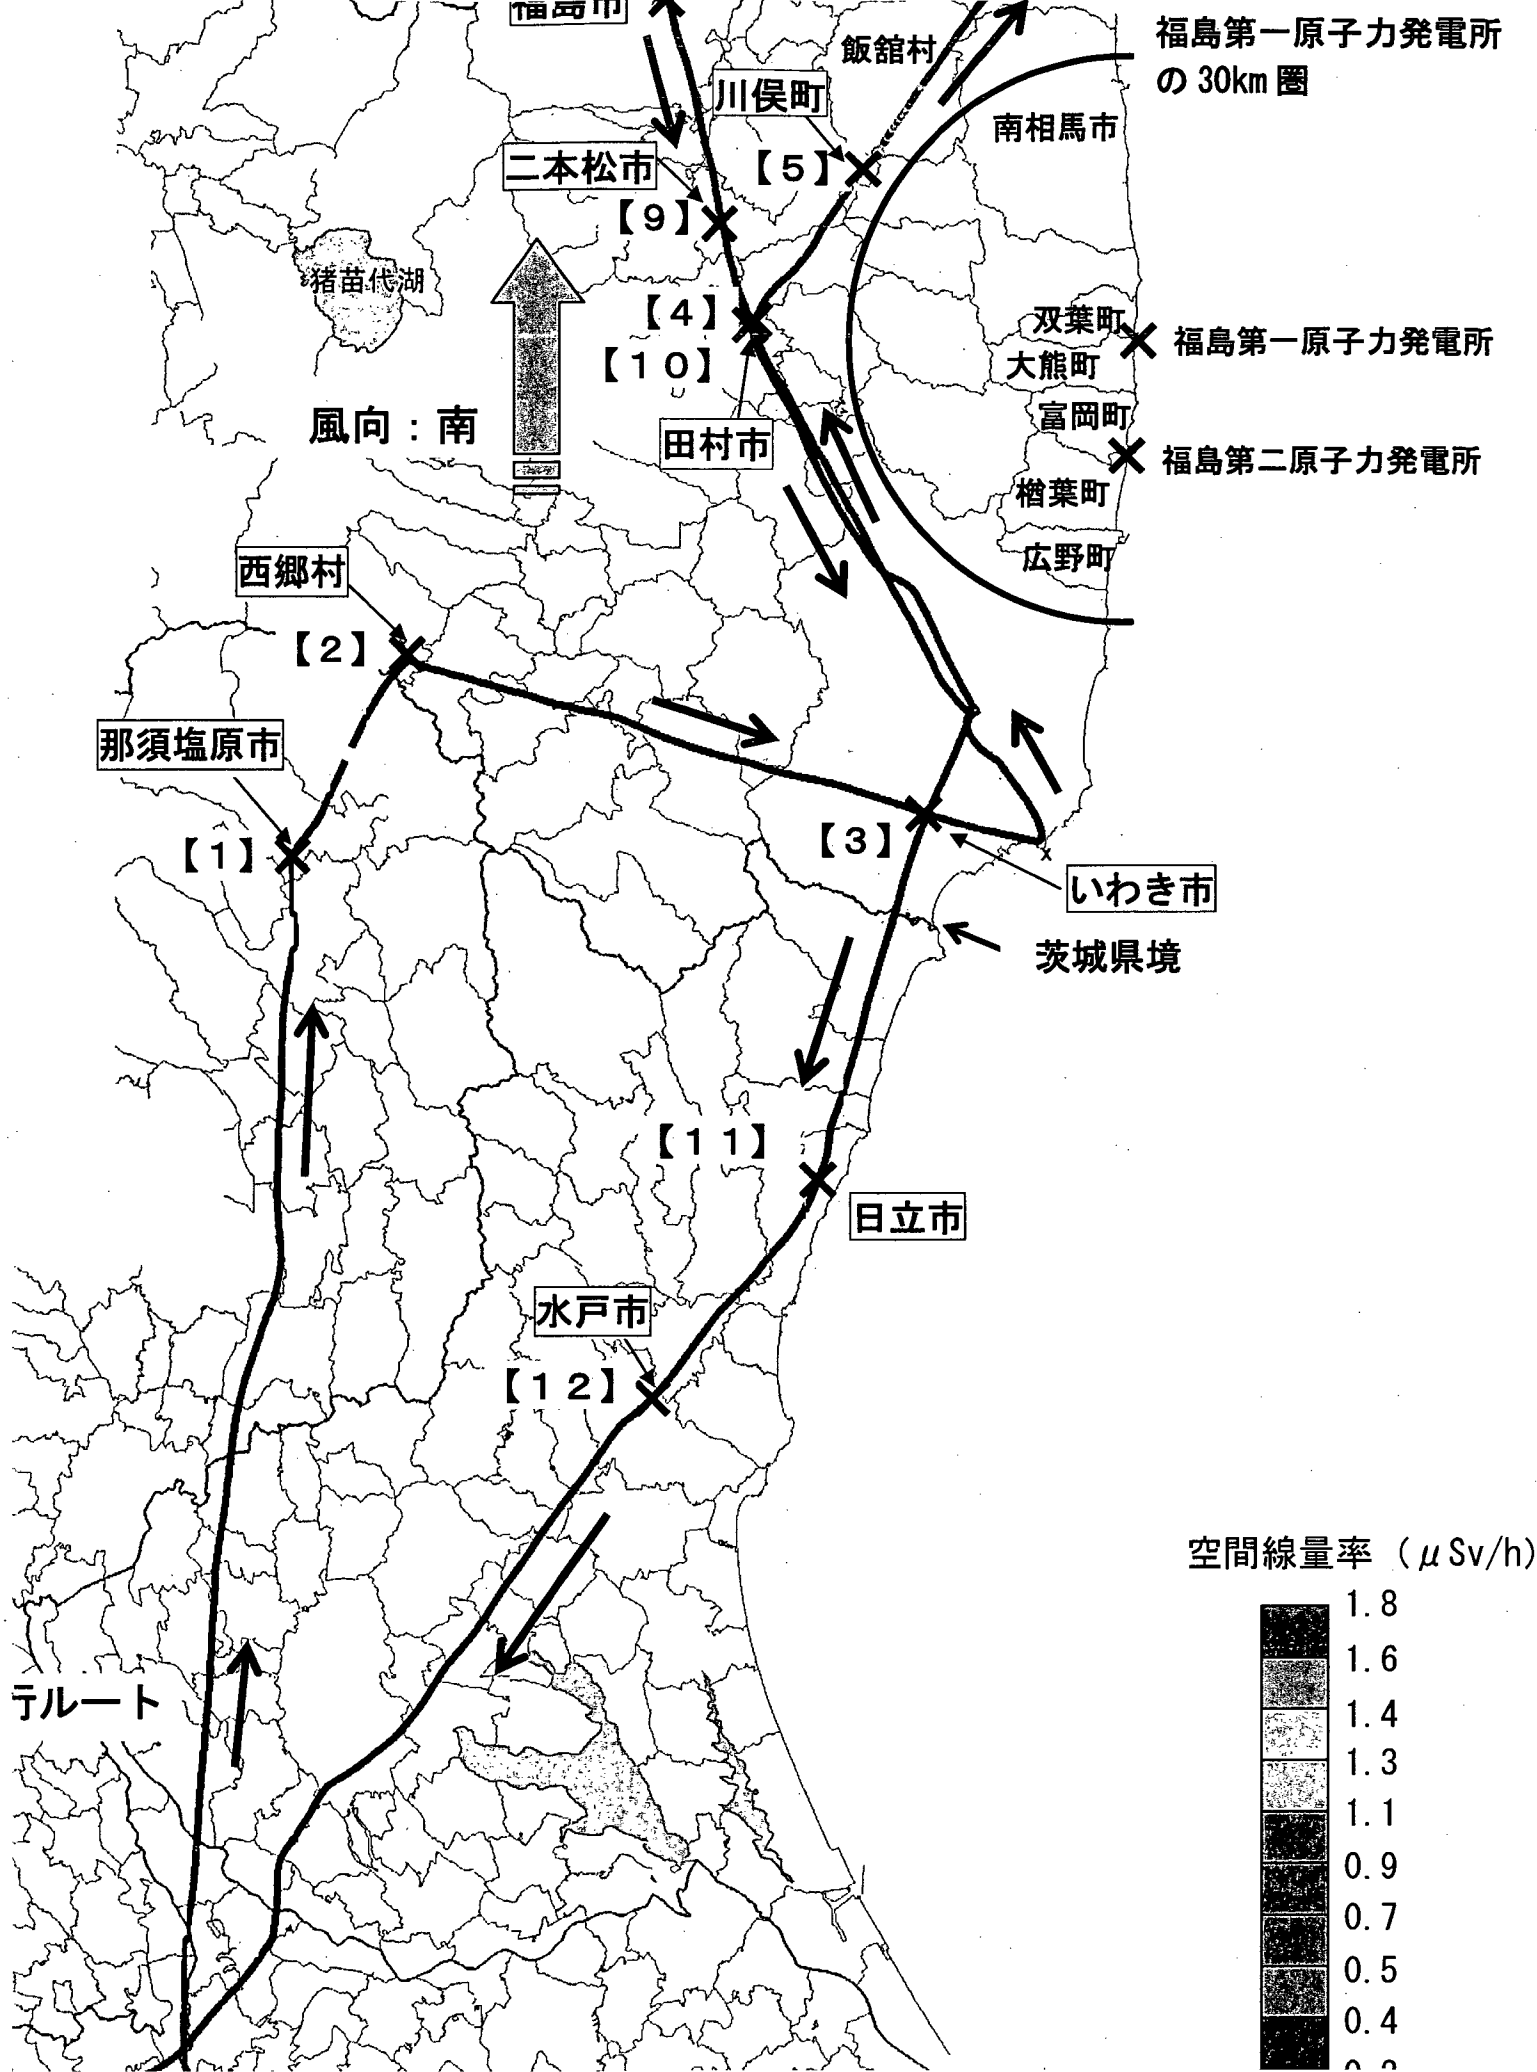 福島市
飯舘村
福島第一原子力発電所
の 30km 圏
川俣町
南相馬市
二本松市
【5】
【9】
猪苗代湖
【4】
双葉町
福島第一原子力発電所
【10】
大熊町
富岡町
風向：南
田村市
福島第二原子力発電所
楢葉町
広野町
西郷村
【2】
那須塩原市
【3】
【1】
いわき市
茨城県境
【11】
日立市
水戸市
【12】
空間線量率（μSv/h)
1.8
1.6
1.4
1.3
1.1
0.9
0.7
0.5
0.4
ルート